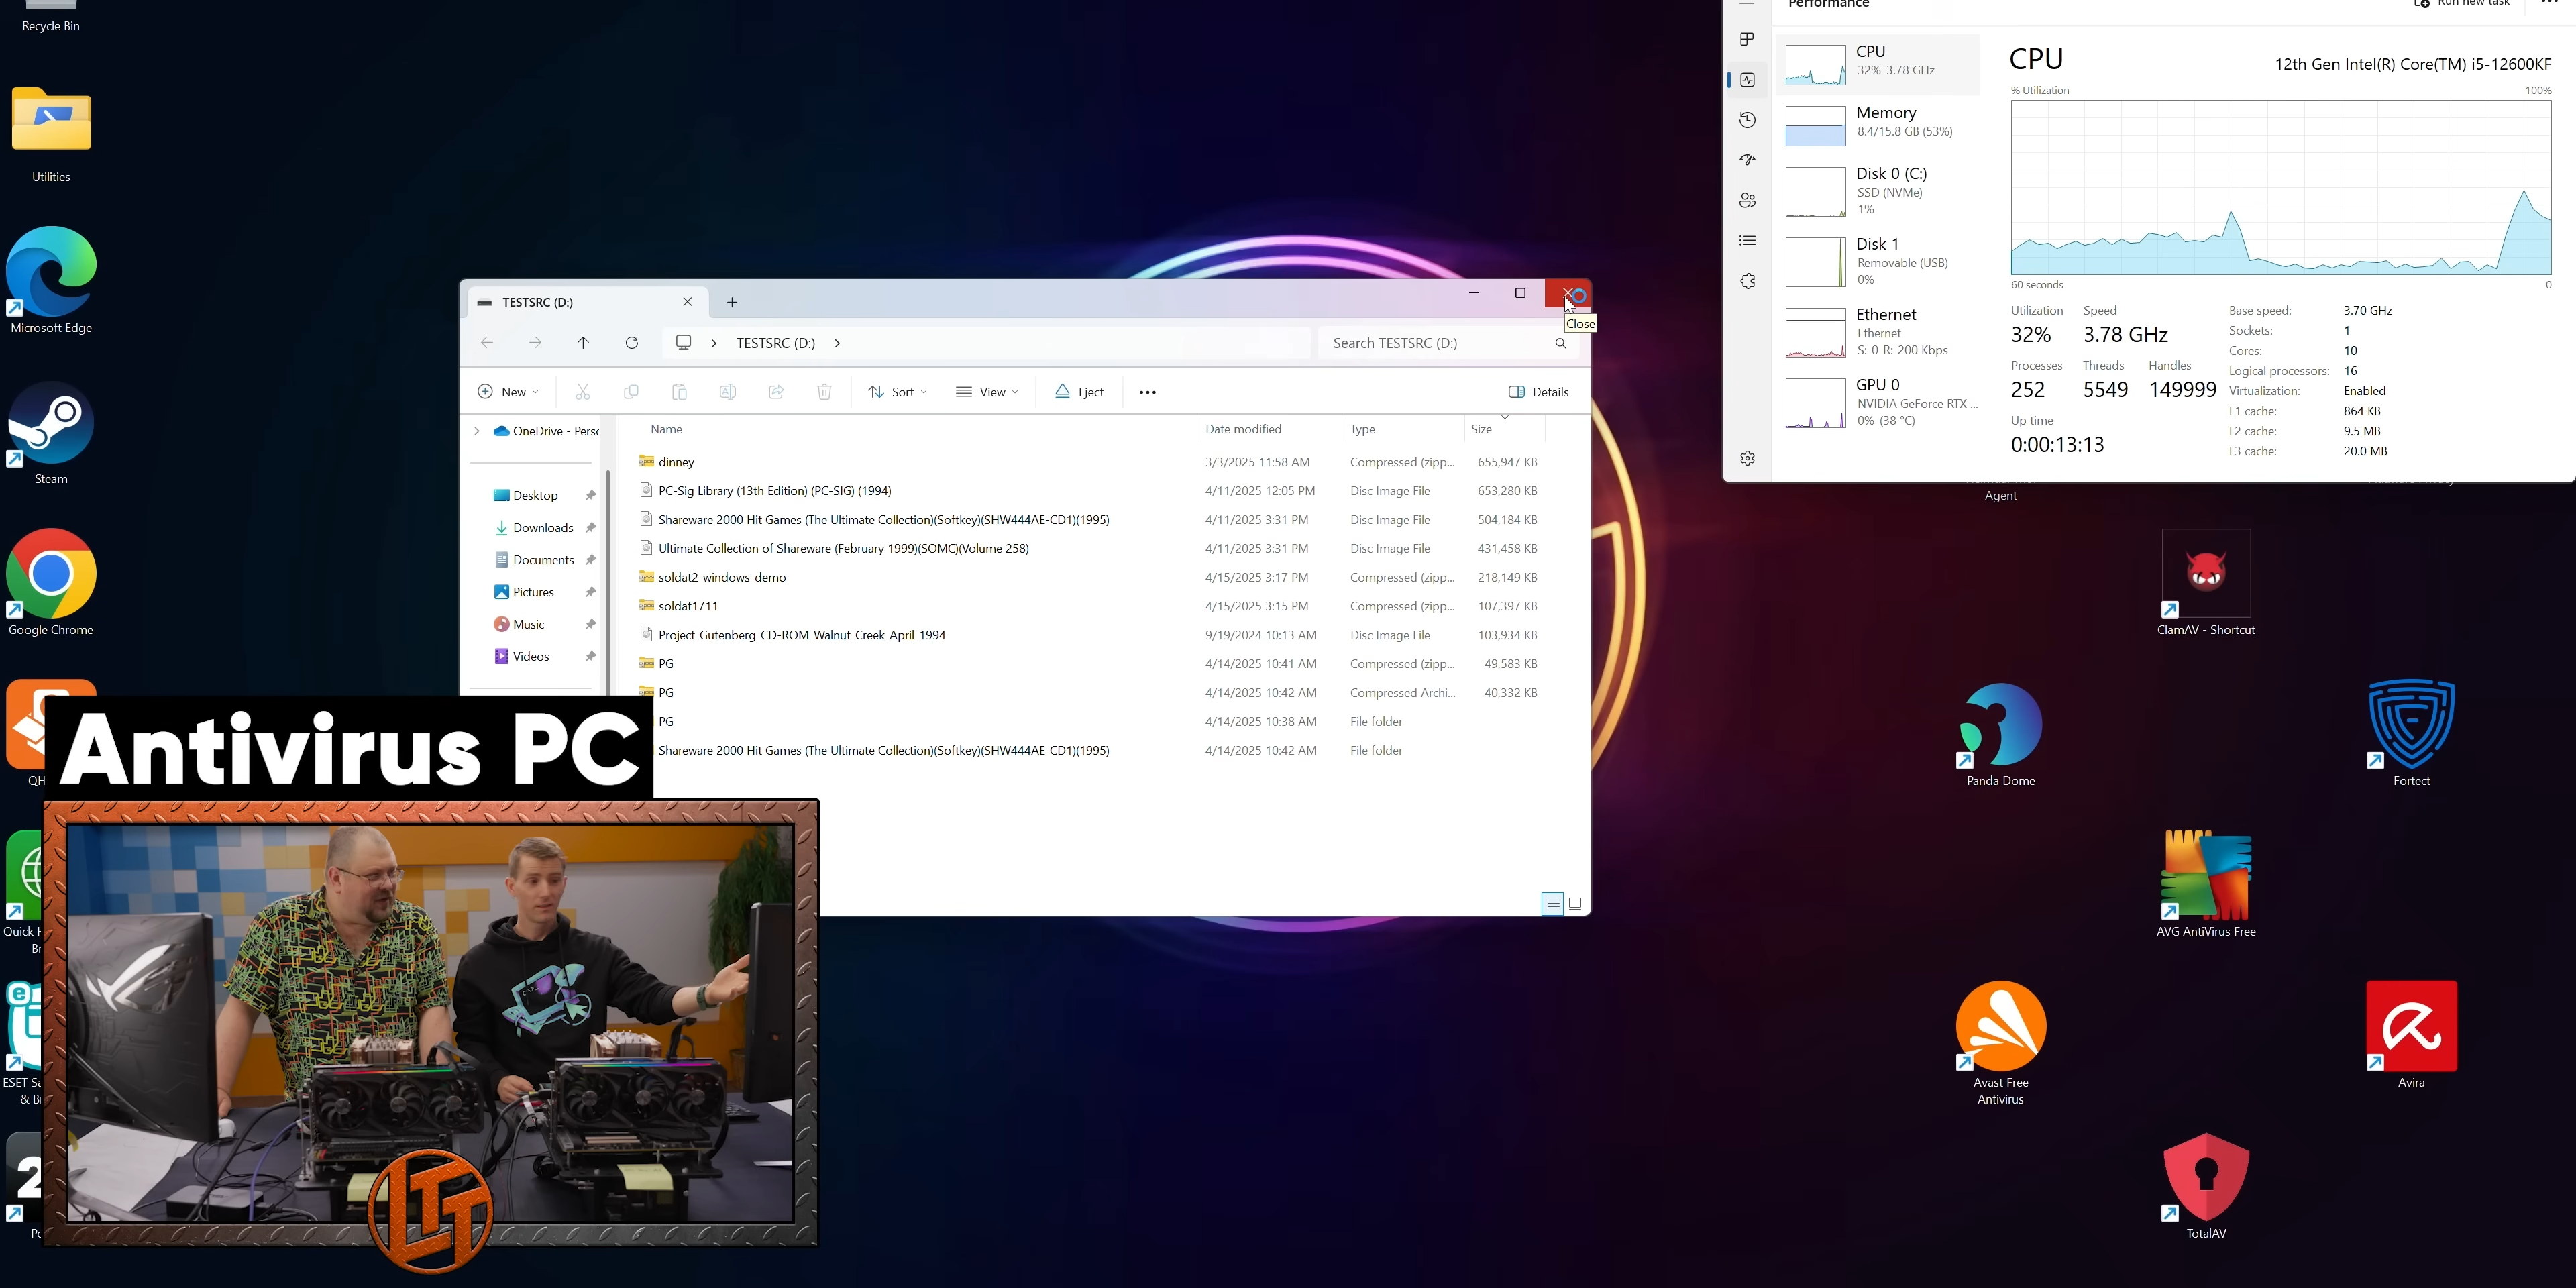 Recycle Bin
Utilities
Microsoft Edge
Steam
Google Chrome
QH
Quick H
Br
ESET Sa
& B
2
Po
Antivirus PC
LTT
TESTSRC (D:)
Close
TESTSRC (D:)
Search TESTSRC (D:)
New
Sort
View
Eject
Details
OneDrive - Perso
Desktop
Downloads
Documents
Pictures
Music
Videos
Name Date modified Type Size
dinney 3/3/2025 11:58 AM Compressed (zipp... 655,947 KB
PC-Sig Library (13th Edition) (PC-SIG) (1994) 4/11/2025 12:05 PM Disc Image File 653,280 KB
Shareware 2000 Hit Games (The Ultimate Collection)(Softkey)(SHW444AE-CD1)(1995) 4/11/2025 3:31 PM Disc Image File 504,184 KB
Ultimate Collection of Shareware (February 1999)(SOMC)(Volume 258) 4/11/2025 3:31 PM Disc Image File 431,458 KB
soldat2-windows-demo 4/15/2025 3:17 PM Compressed (zipp... 218,149 KB
soldat1711 4/15/2025 3:15 PM Compressed (zipp... 107,397 KB
Project_Gutenberg_CD-ROM_Walnut_Creek_April_1994 9/19/2024 10:13 AM Disc Image File 103,934 KB
PG 4/14/2025 10:41 AM Compressed (zipp... 49,583 KB
PG 4/14/2025 10:42 AM Compressed Archi... 40,332 KB
PG 4/14/2025 10:38 AM File folder
Shareware 2000 Hit Games (The Ultimate Collection)(Softkey)(SHW444AE-CD1)(1995) 4/14/2025 10:42 AM File folder
Performance
Run new task
CPU
32% 3.78 GHz
Memory
8.4/15.8 GB (53%)
Disk 0 (C:)
SSD (NVMe)
1%
Disk 1
Removable (USB)
0%
Ethernet
Ethernet
S: 0 R: 200 Kbps
GPU 0
NVIDIA GeForce RTX ...
0% (38 °C)
CPU
12th Gen Intel(R) Core(TM) i5-12600KF
% Utilization 100%
60 seconds 0
Utilization Speed
32% 3.78 GHz
Processes Threads Handles
252 5549 149999
Up time
0:00:13:13
Base speed: 3.70 GHz
Sockets: 1
Cores: 10
Logical processors: 16
Virtualization: Enabled
L1 cache: 864 KB
L2 cache: 9.5 MB
L3 cache: 20.0 MB
Agent
ClamAV - Shortcut
Panda Dome
Fortect
AVG AntiVirus Free
Avast Free
Antivirus
Avira
TotalAV